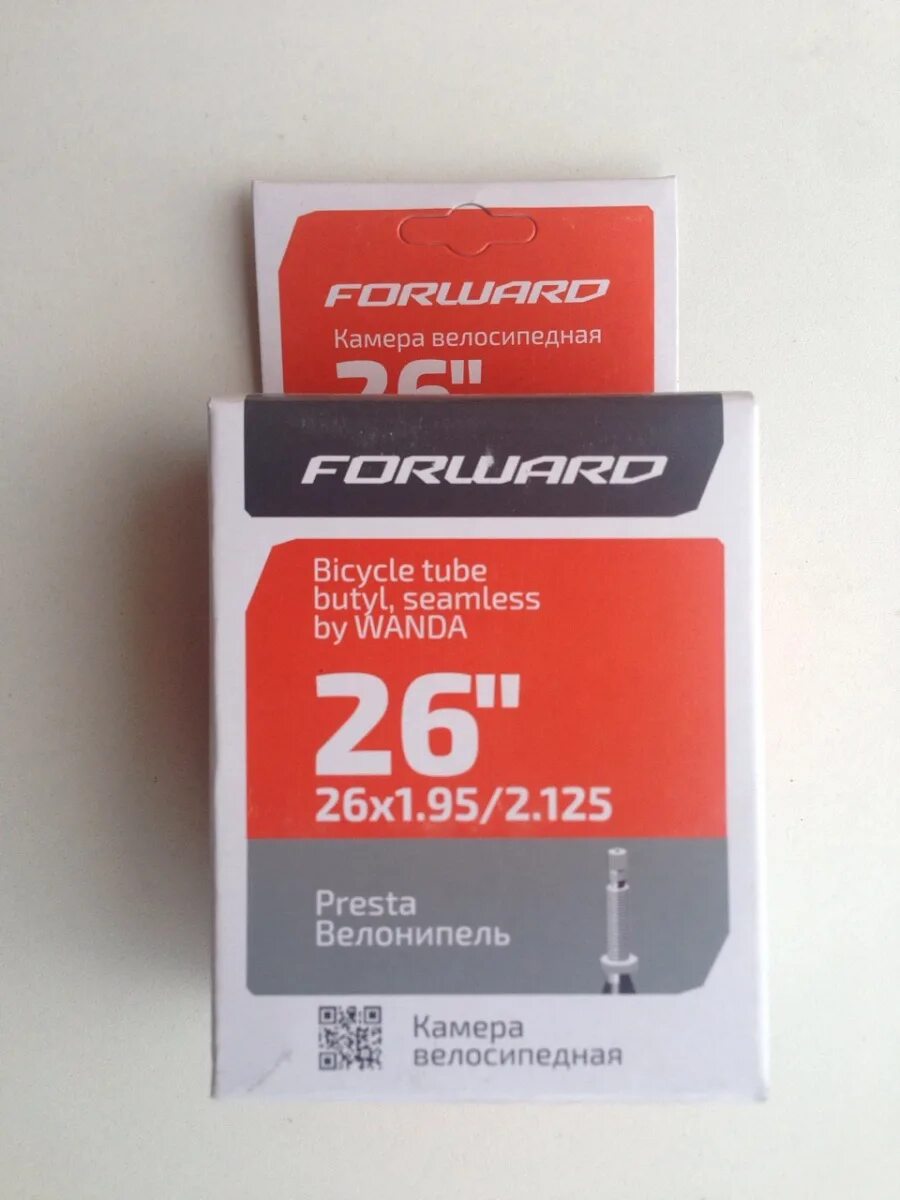 FORWARD
Камера велосипедная
26"
FORWARD
Bicycle tube
butyl, seamless
by WANDA
26"
26x1.95/2.125
Presta
Велонипель
Камера
велосипедная